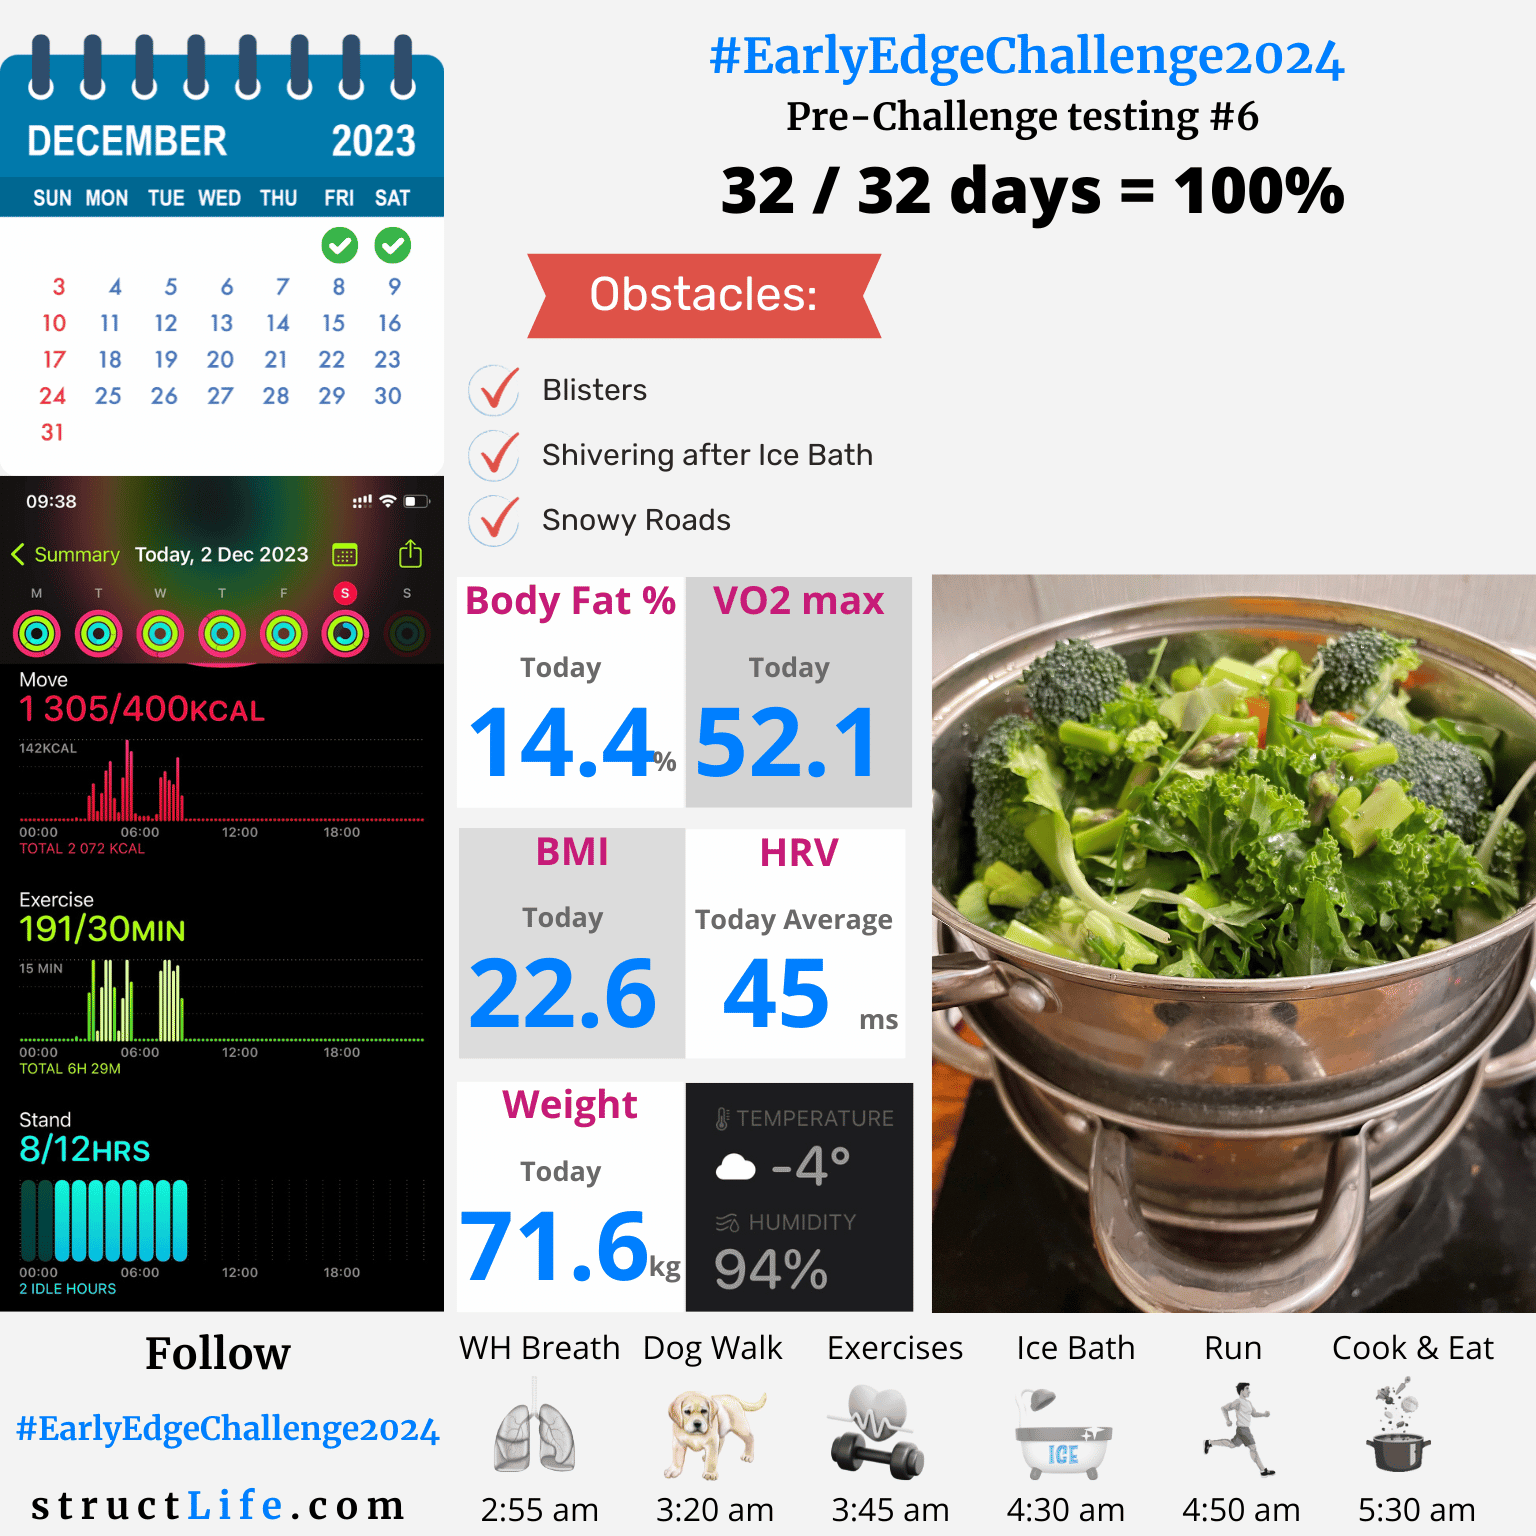 DECEMBER 2023
SUN MON TUE WED THU FRI SAT
3 4 5 6 7 8 9
10 11 12 13 14 15 16
17 18 19 20 21 22 23
24 25 26 27 28 29 30
31
#EarlyEdgeChallenge2024
Pre-Challenge testing #6
32 / 32 days = 100%
Obstacles:
Blisters
Shivering after Ice Bath
Snowy Roads
09:38
Summary Today, 2 Dec 2023
M T W T F S S
Move
1 305/400KCAL
142KCAL
00:00 06:00 12:00 18:00
TOTAL 2 072 KCAL
Exercise
191/30MIN
15 MIN
00:00 06:00 12:00 18:00
TOTAL 6H 29M
Stand
8/12HRS
00:00 06:00 12:00 18:00
2 IDLE HOURS
Body Fat %
Today
14.4%
VO2 max
Today
52.1
BMI
Today
22.6
HRV
Today Average
45 ms
Weight
Today
71.6kg
TEMPERATURE
-4°
HUMIDITY
94%
Follow
#EarlyEdgeChallenge2024
structLife.com
WH Breath Dog Walk Exercises Ice Bath Run Cook & Eat
ICE
2:55 am 3:20 am 3:45 am 4:30 am 4:50 am 5:30 am